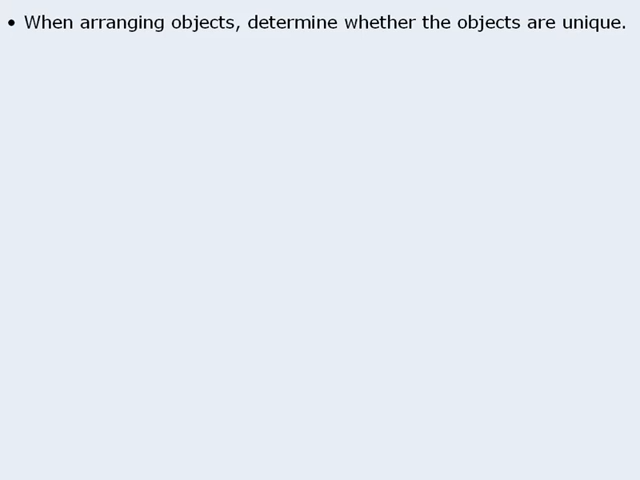 • When arranging objects, determine whether the objects are unique.